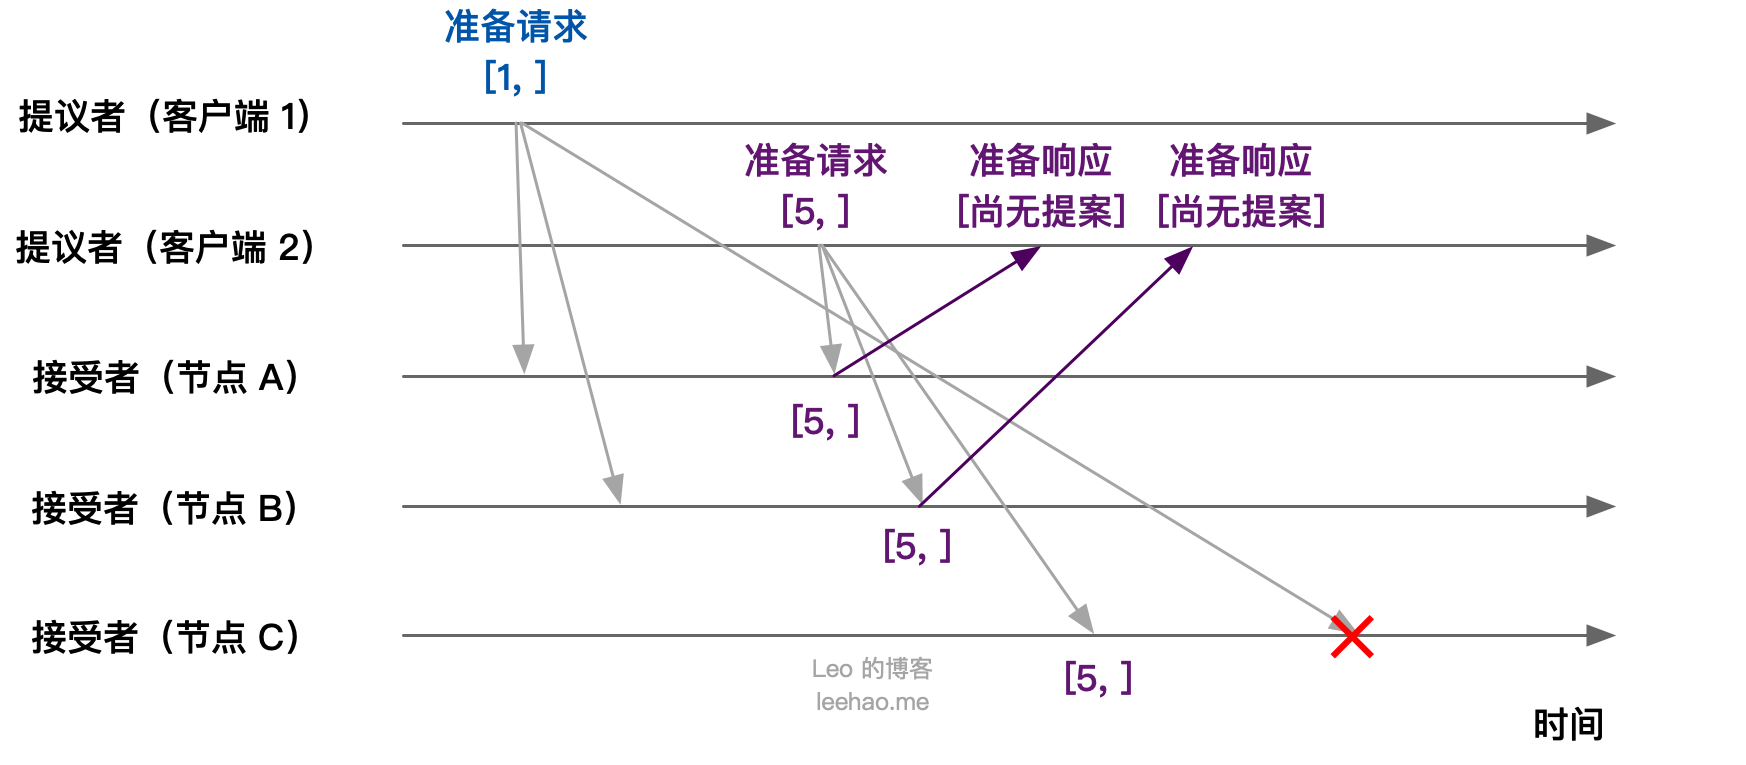 准备请求
[1, ]
提议者（客户端 1）
准备请求
[5, ]
准备响应
[尚无提案]
准备响应
[尚无提案]
提议者（客户端 2）
接受者（节点 A）
[5, ]
接受者（节点 B）
[5, ]
接受者（节点 C）
[5, ]
Leo 的博客
leehao.me
时间